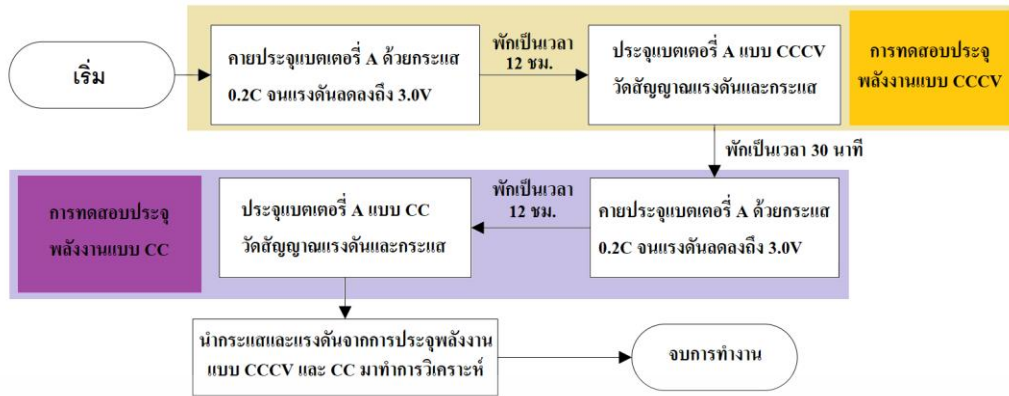 เริ่ม
คายประจุแบตเตอรี่ A ด้วยกระแส
0.2C จนแรงดันลดลงถึง 3.0V
พักเป็นเวลา
12 ชม.
ประจุแบตเตอรี่ A แบบ CCCV
วัดสัญญาณแรงดันและกระแส
การทดสอบประจุ
พลังงานแบบ CCCV
พักเป็นเวลา 30 นาที
คายประจุแบตเตอรี่ A ด้วยกระแส
0.2C จนแรงดันลดลงถึง 3.0V
พักเป็นเวลา
12 ชม.
ประจุแบตเตอรี่ A แบบ CC
วัดสัญญาณแรงดันและกระแส
การทดสอบประจุ
พลังงานแบบ CC
นำกระแสและแรงดันจากการประจุพลังงาน
แบบ CCCV และ CC มาทำการวิเคราะห์
จบการทำงาน